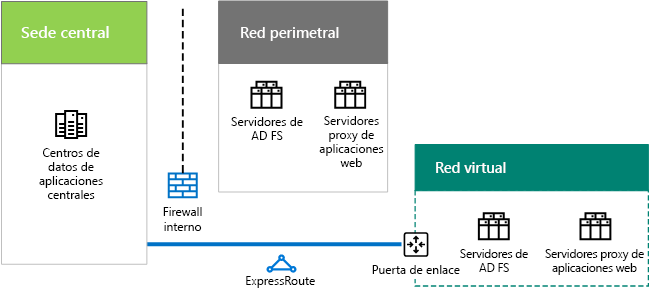 Sede central
Centros de
datos de
aplicaciones
centrales
Firewall
interno
Red perimetral
Servidores de
AD FS
Servidores
proxy de
aplicaciones
web
Red virtual
Servidores de
AD FS
Servidores proxy de
aplicaciones web
Puerta de enlace
ExpressRoute